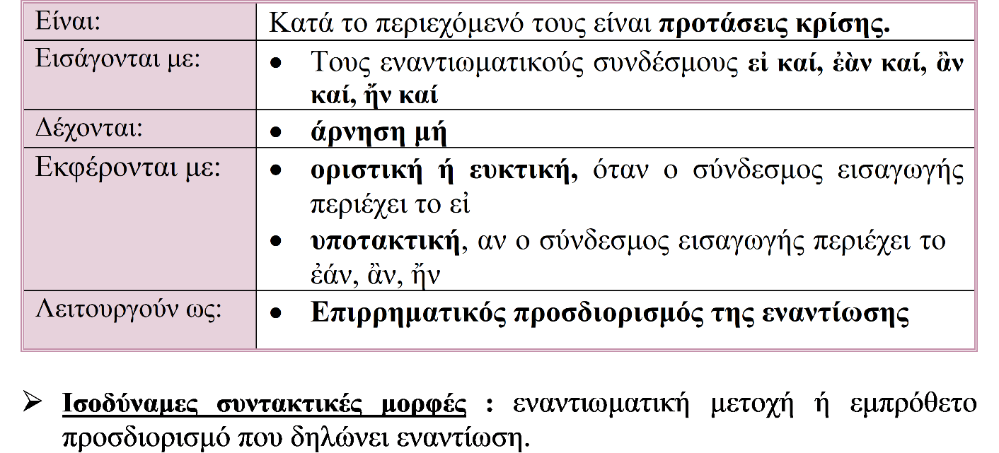 Είναι: Κατά το περιεχόμενό τους είναι προτάσεις κρίσης.
Εισάγονται με: ● Τους εναντιωματικούς συνδέσμους εἰ καί, ἐὰν καί, ἂν
καί, ἤν καί
Δέχονται: ● άρνηση μή
Εκφέρονται με: ● οριστική ή ευκτική, όταν ο σύνδεσμος εισαγωγής
περιέχει το εἰ
● υποτακτική, αν ο σύνδεσμος εισαγωγής περιέχει το
ἐάν, ἂν, ἤν
Λειτουργούν ως: ● Επιρρηματικός προσδιορισμός της εναντίωσης
➢ Ισοδύναμες συντακτικές μορφές : εναντιωματική μετοχή ή εμπρόθετο
προσδιορισμό που δηλώνει εναντίωση.